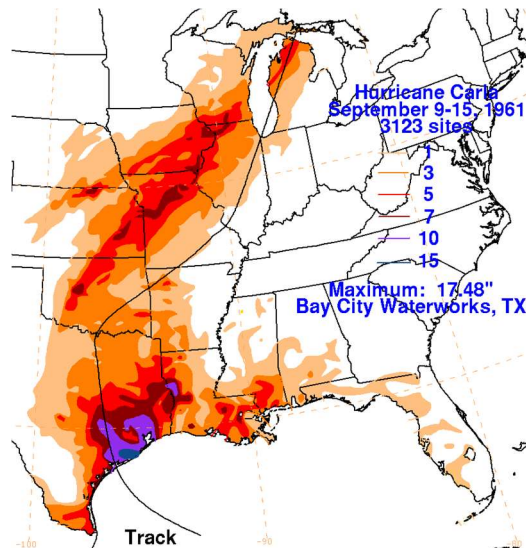 Hurricane Carla
September 9-15, 1961
3123 sites
1
3
5
7
10
15
Maximum: 17.48"
Bay City Waterworks, TX
Track
-100
-90